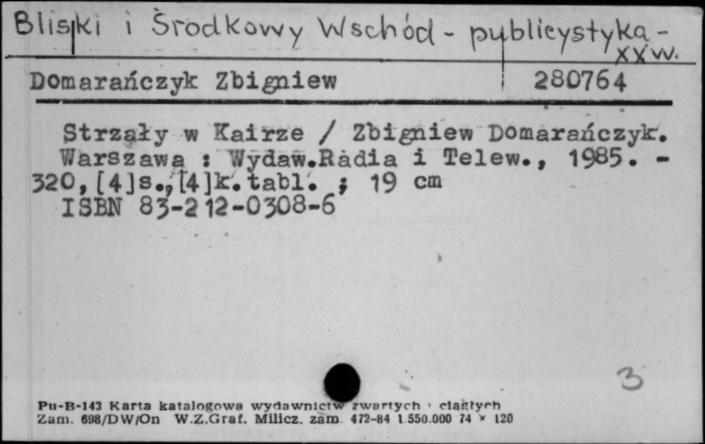 Bliski i Środkowy Wschód - publicystyka -
XX w.
Domarańczyk Zbigniew 280764
Strzały w Kairze / Zbigniew Domarańczyk.
Warszawa : Wydaw.Radia i Telew., 1985. -
320,[4]s.,[4]k.tabl. ; 19 cm
ISBN 83-212-0308-6
3
Pu-B-143 Karta katalogowa wydawnictw zwartych i ciągłych
Zam. 698/DW/On W.Z.Graf. Milicz. zam. 472-84 1.550.000 74 × 120